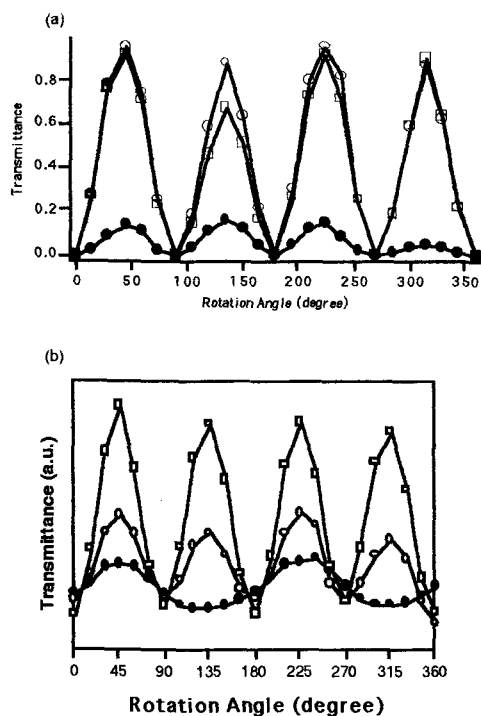 (a)
Transmittance
0.8
0.6
0.4
0.2
0.0
0 50 100 150 200 250 300 350
Rotation Angle (degree)
(b)
Transmittance (a.u.)
0 45 90 135 180 225 270 315 360
Rotation Angle (degree)